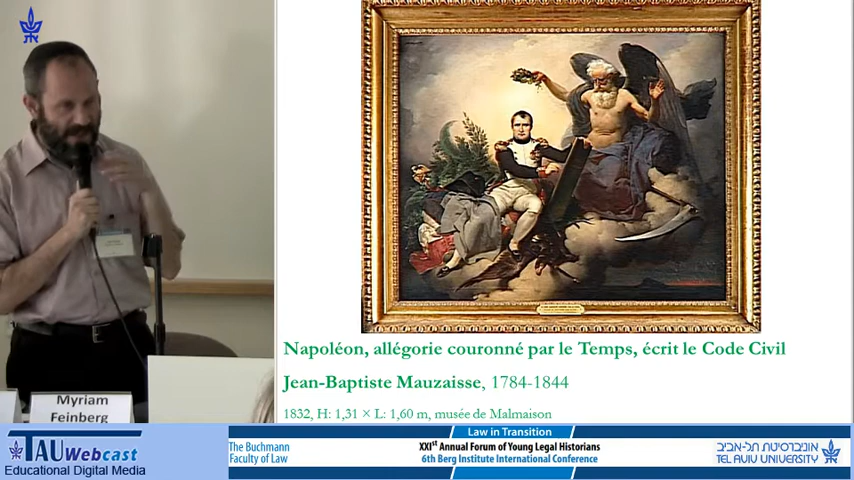 Napoléon, allégorie couronné par le Temps, écrit le Code Civil
Jean-Baptiste Mauzaisse, 1784-1844
1832, H: 1,31 × L: 1,60 m, musée de Malmaison
Myriam
Feinberg
TAUWebcast
Educational Digital Media
The Buchmann
Faculty of Law
Law in Transition
XXIst Annual Forum of Young Legal Historians
6th Berg Institute International Conference
אוניברסיטת תל-אביב
TEL AVIV UNIVERSITY